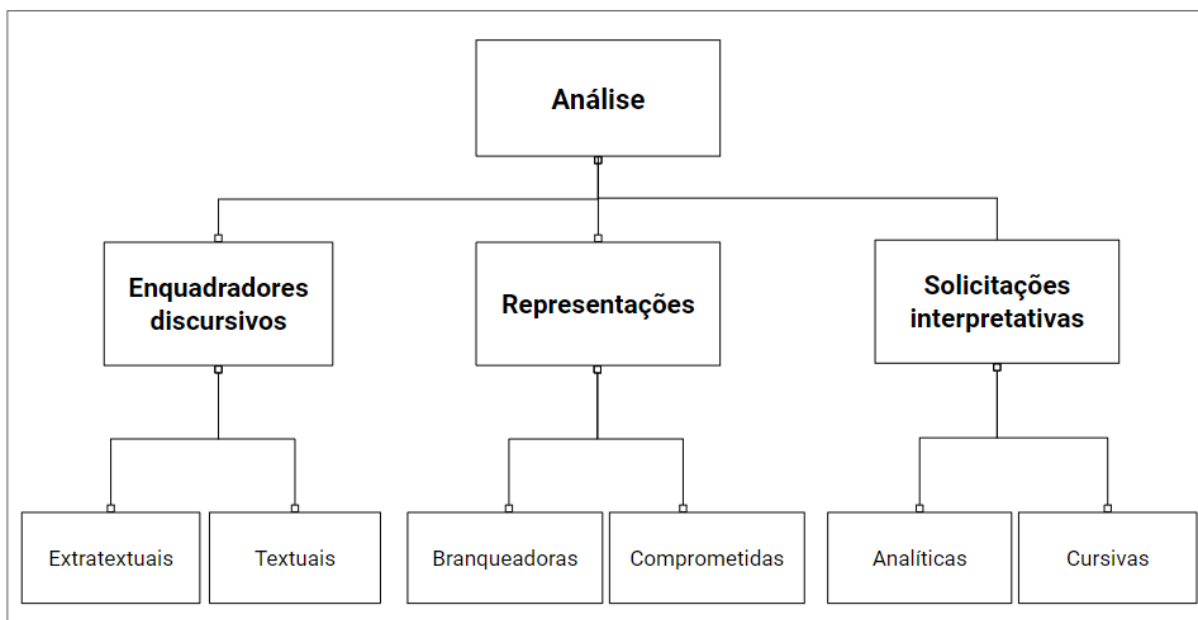 Análise
Enquadradores
discursivos
Representações
Solicitações
interpretativas
Extratextuais
Textuais
Branqueadoras
Comprometidas
Analíticas
Cursivas